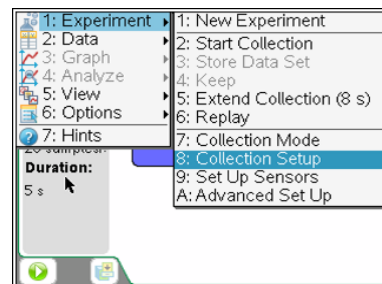 1: Experiment
2: Data
3: Graph
4: Analyze
5: View
6: Options
7: Hints
1: New Experiment
2: Start Collection
3: Store Data Set
4: Keep
5: Extend Collection (8 s)
6: Replay
7: Collection Mode
8: Collection Setup
9: Set Up Sensors
A: Advanced Set Up
Duration:
5 s